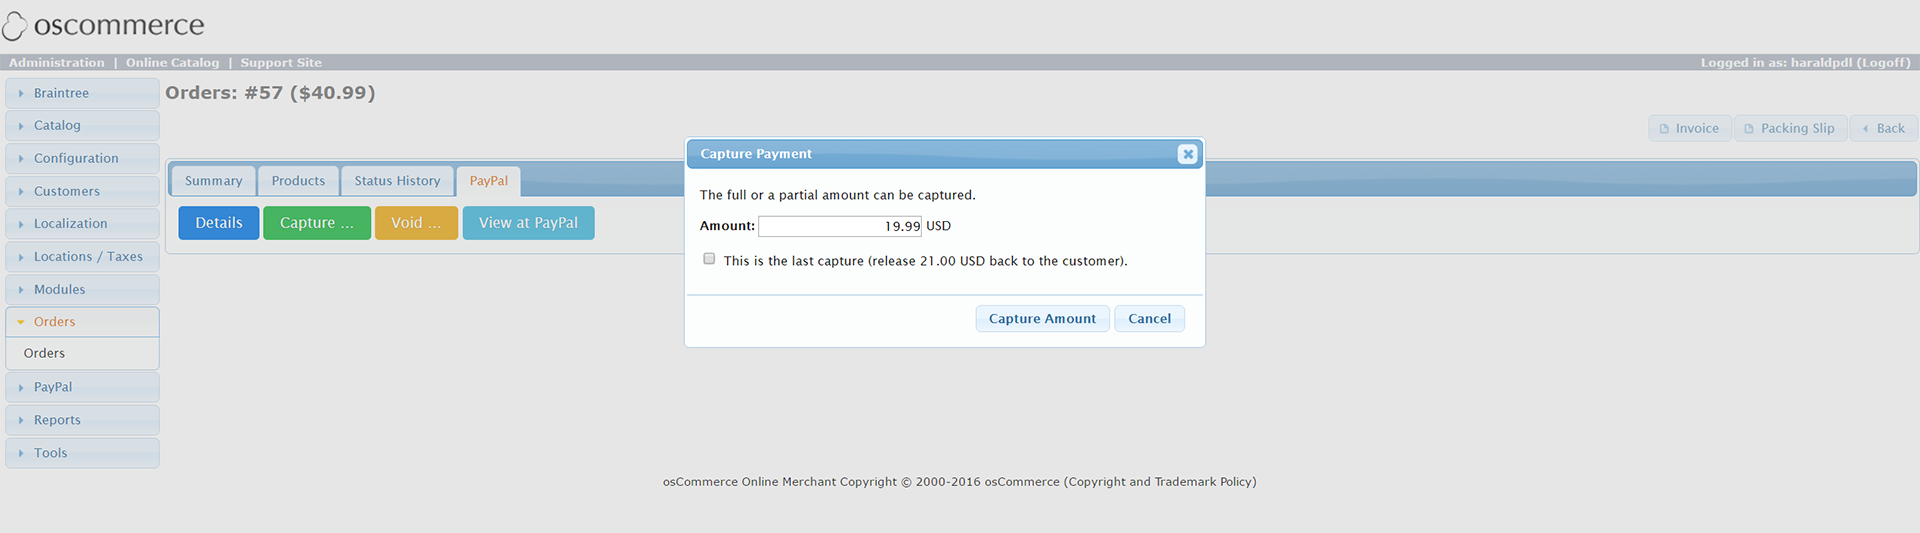 oscommerce
Administration | Online Catalog | Support Site
Logged in as: haraldpdl (Logoff)
Braintree
Catalog
Configuration
Customers
Localization
Locations / Taxes
Modules
Orders
Orders
PayPal
Reports
Tools
Orders: #57 ($40.99)
Invoice
Packing Slip
Back
Summary
Products
Status History
PayPal
Details
Capture ...
Void ...
View at PayPal
Capture Payment
The full or a partial amount can be captured.
Amount: 19.99 USD
This is the last capture (release 21.00 USD back to the customer).
Capture Amount
Cancel
osCommerce Online Merchant Copyright © 2000-2016 osCommerce (Copyright and Trademark Policy)